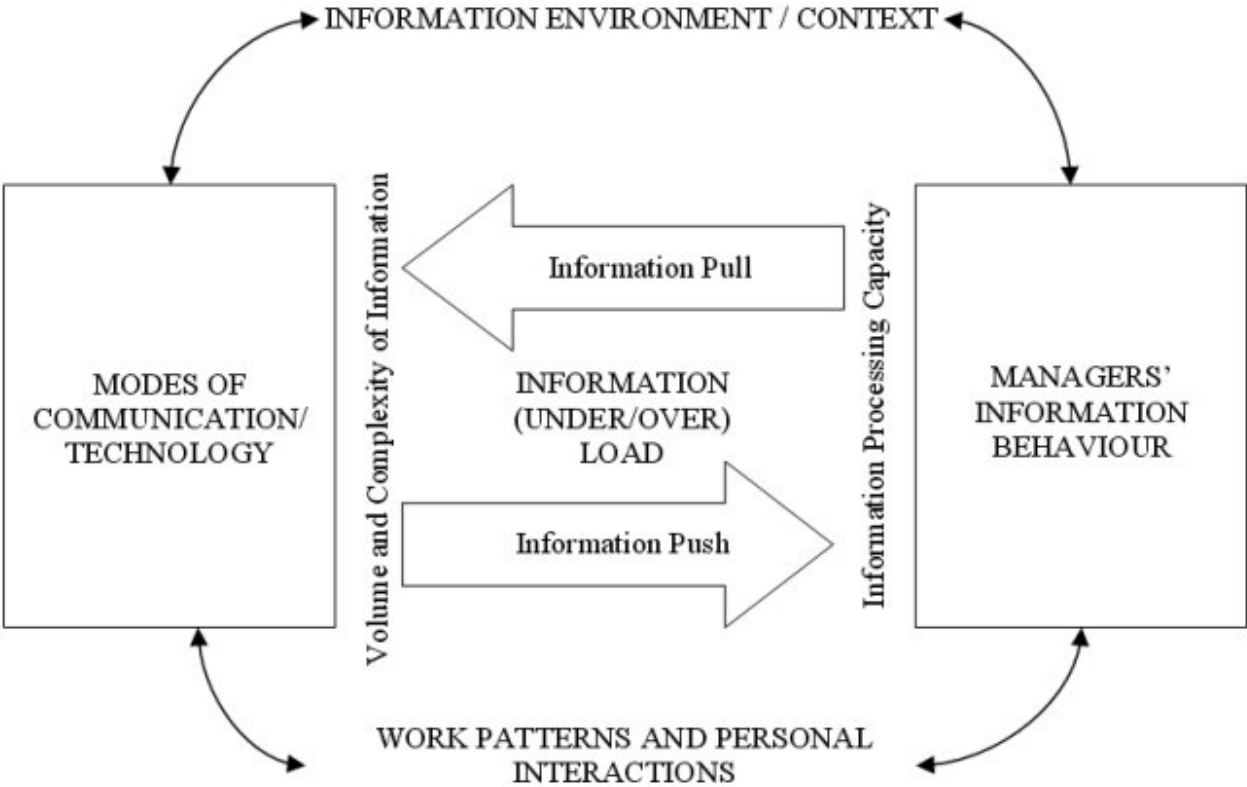 INFORMATION ENVIRONMENT / CONTEXT
MODES OF
COMMUNICATION/
TECHNOLOGY
Volume and Complexity of Information
Information Pull
INFORMATION
(UNDER/OVER)
LOAD
Information Push
Information Processing Capacity
MANAGERS’
INFORMATION
BEHAVIOUR
WORK PATTERNS AND PERSONAL
INTERACTIONS